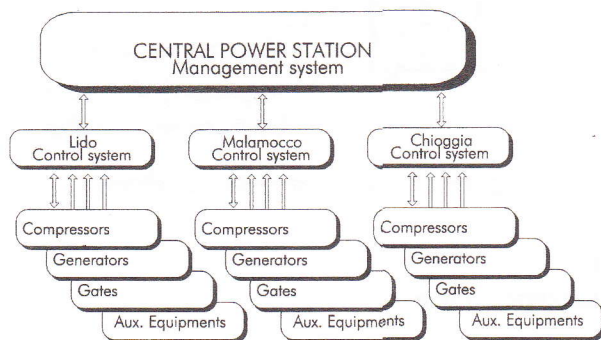 CENTRAL POWER STATION
Management system
Lido
Control system
Malamocco
Control system
Chioggia
Control system
Compressors
Generators
Gates
Aux. Equipments
Compressors
Generators
Gates
Aux. Equipments
Compressors
Generators
Gates
Aux. Equipments